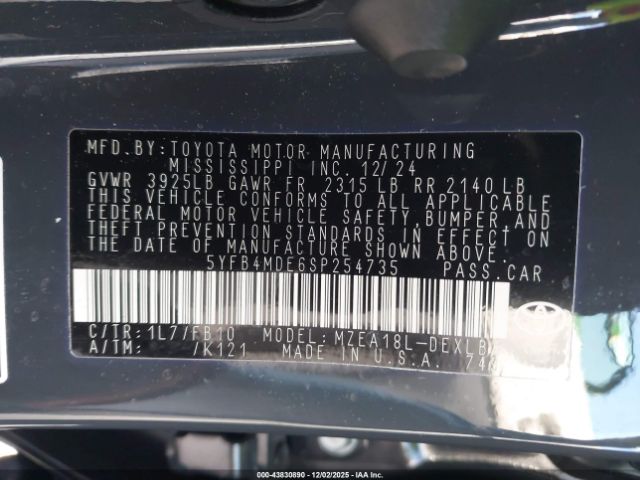 MFD.BY:TOYOTA MOTOR MANUFACTURING
MISSISSIPPI INC. 12/24
GVWR 3925LB GAWR FR 2315 LB RR 2140 LB
THIS VEHICLE CONFORMS TO ALL APPLICABLE
FEDERAL MOTOR VEHICLE SAFETY, BUMPER AND
THEFT PREVENTION STANDARDS IN EFFECT ON
THE DATE OF MANUFACTURE SHOWN ABOVE.
5YFB4MDE6SP254735 PASS.CAR
C/TR:1L7/FB10 MODEL:MZEA18L-DEXLB
A/TM: /K121 MADE IN U.S.A.
000-43830890 - 12/02/2025 - IAA, Inc.